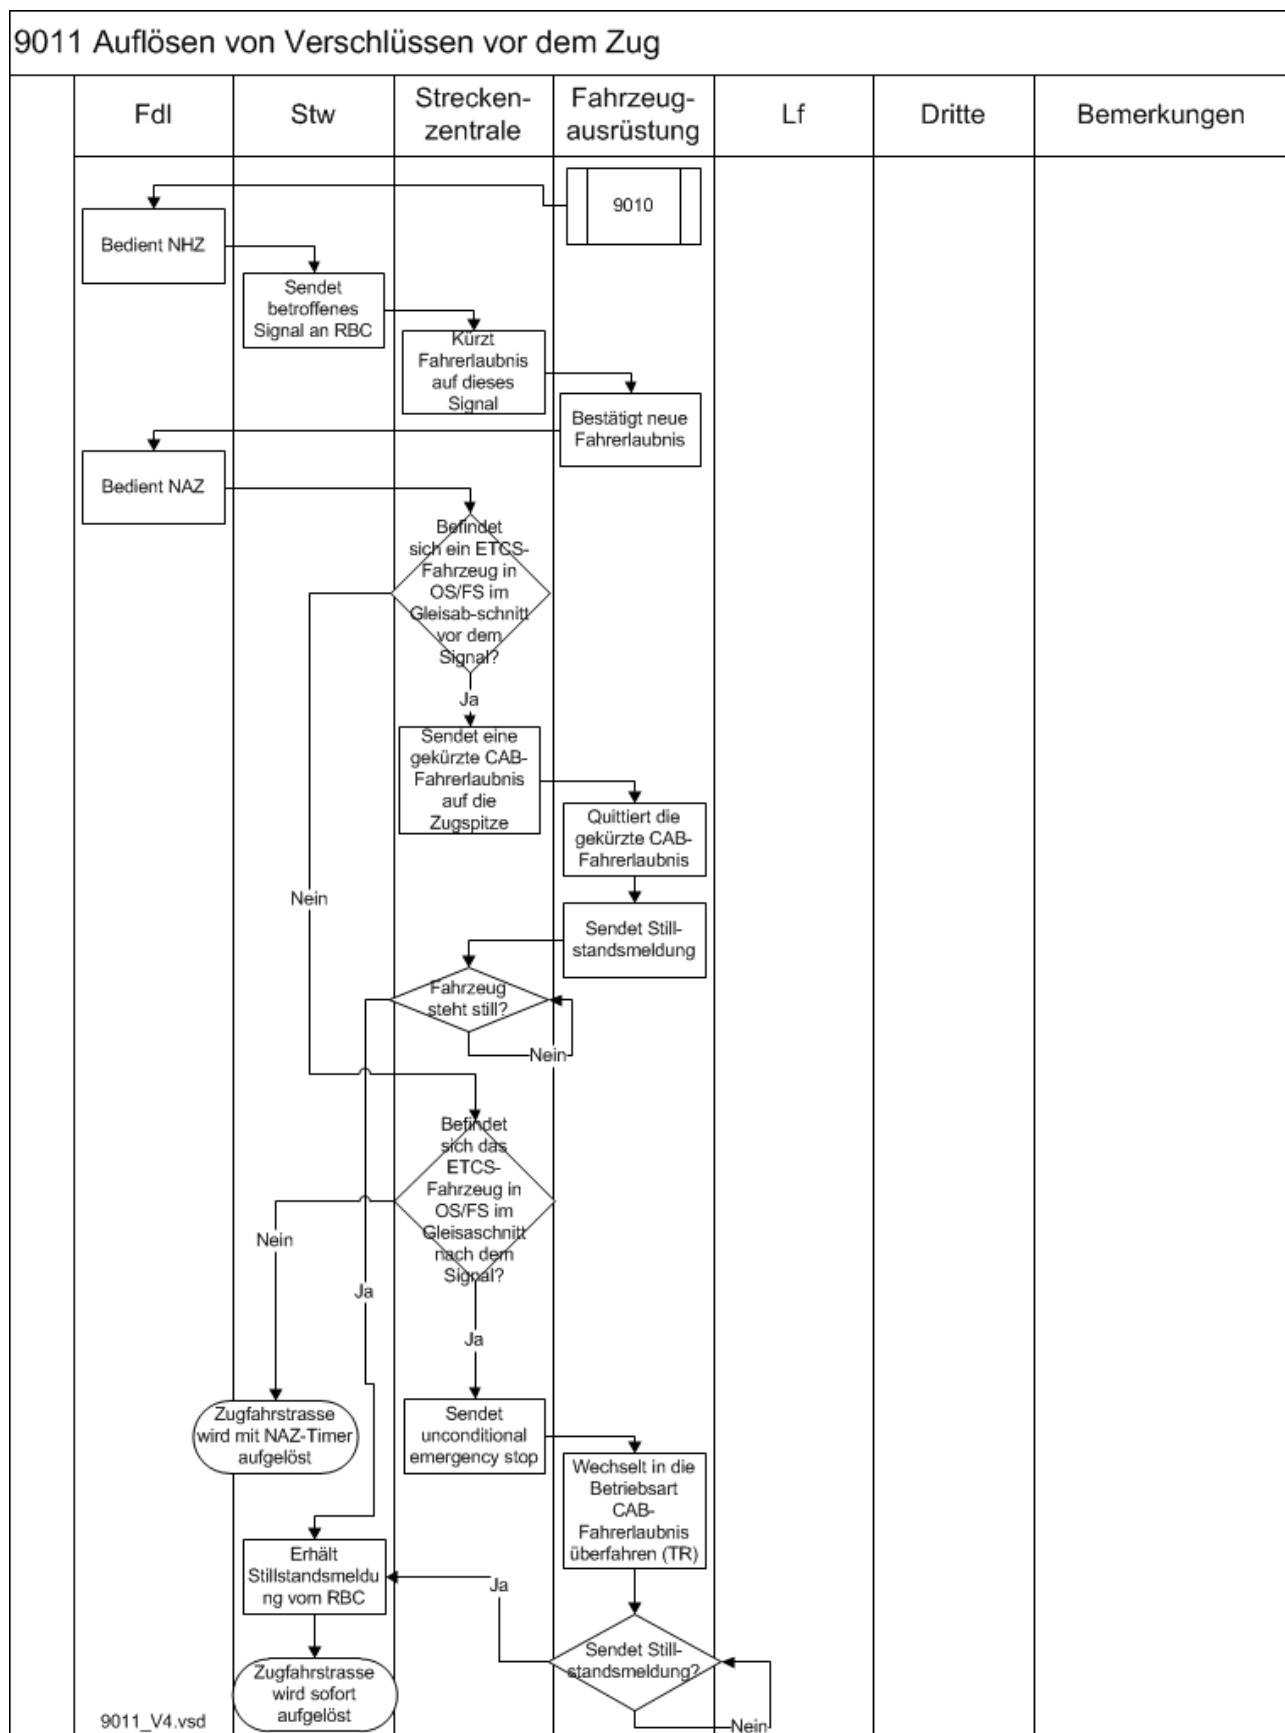 9011 Auflösen von Verschlüssen vor dem Zug
Fdl
Stw
Strecken-
zentrale
Fahrzeug-
ausrüstung
Lf
Dritte
Bemerkungen
9010
Bedient NHZ
Sendet
betroffenes
Signal an RBC
Kürzt
Fahrerlaubnis
auf dieses
Signal
Bestätigt neue
Fahrerlaubnis
Bedient NAZ
Befindet
sich ein ETCS-
Fahrzeug in
OS/FS im
Gleisab-schnitt
vor dem
Signal?
Ja
Sendet eine
gekürzte CAB-
Fahrerlaubnis
auf die
Zugspitze
Quittiert die
gekürzte CAB-
Fahrerlaubnis
Nein
Sendet Still-
standsmeldung
Fahrzeug
steht still?
Nein
Befindet
sich das
ETCS-
Fahrzeug in
OS/FS im
Gleisaschnitt
nach dem
Signal?
Nein
Ja
Ja
Zugfahrstrasse
wird mit NAZ-Timer
aufgelöst
Sendet
unconditional
emergency stop
Wechselt in die
Betriebsart
CAB-
Fahrerlaubnis
überfahren (TR)
Erhält
Stillstandsmeldu
ng vom RBC
Ja
Sendet Still-
standsmeldung?
Zugfahrstrasse
wird sofort
aufgelöst
Nein
9011_V4.vsd